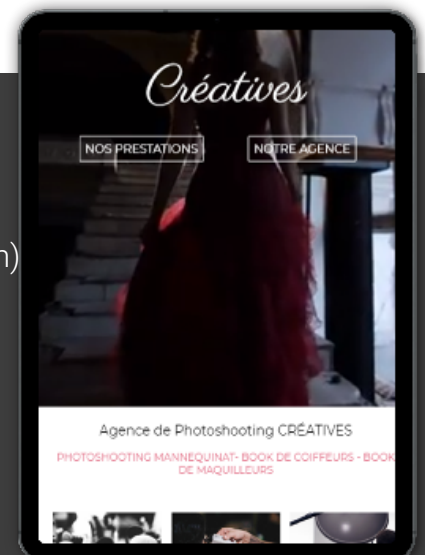 Créatives
NOS PRESTATIONS NOTRE AGENCE
n)
Agence de Photoshooting CRÉATIVES
PHOTOSHOOTING MANNEQUINAT- BOOK DE COIFFEURS - BOOK
DE MAQUILLEURS